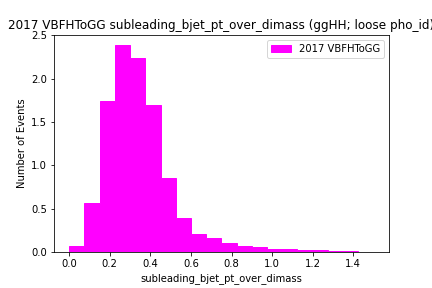 2017 VBFHToGG subleading_bjet_pt_over_dimass (ggHH; loose pho_id)
2017 VBFHToGG
Number of Events
2.5
2.0
1.5
1.0
0.5
0.0
0.0 0.2 0.4 0.6 0.8 1.0 1.2 1.4
subleading_bjet_pt_over_dimass